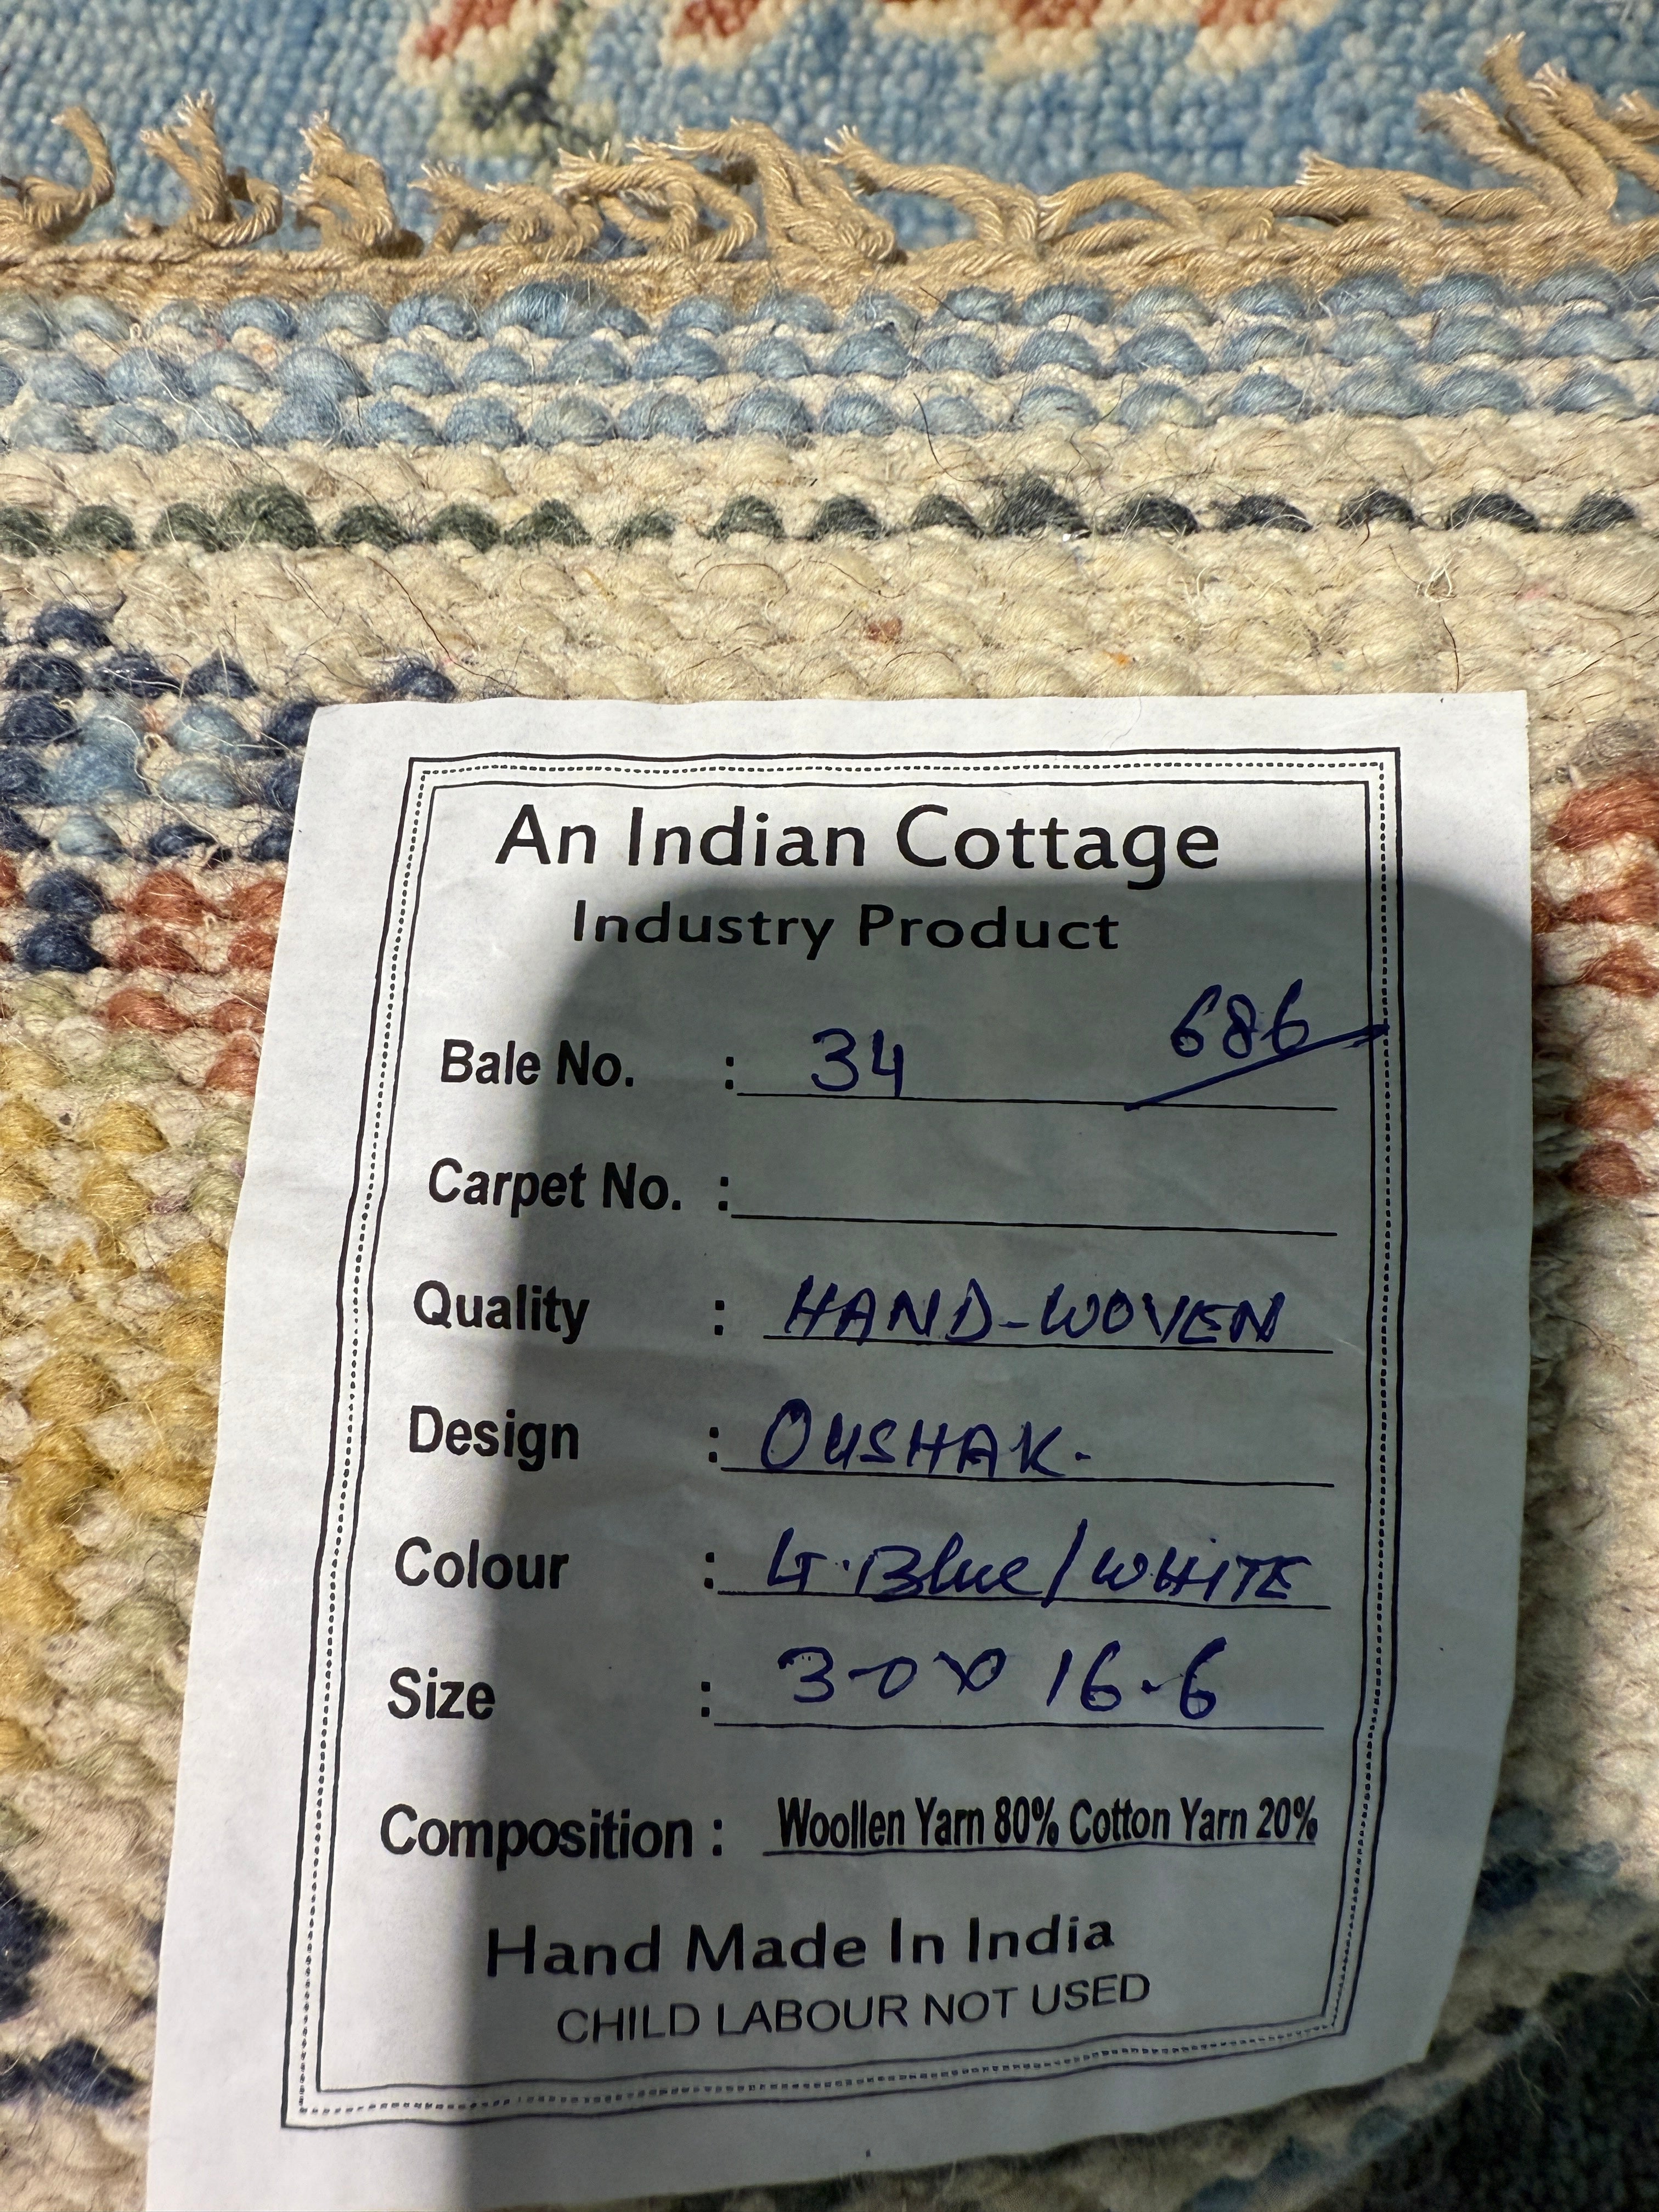 An Indian Cottage
Industry Product
686
Bale No. : 34
Carpet No. :
Quality : HAND-WOVEN
Design : OUSHAK.
Colour : LT. Blue/WHITE
Size : 3-0 x 16-6
Composition : Woollen Yarn 80% Cotton Yarn 20%
Hand Made In India
CHILD LABOUR NOT USED